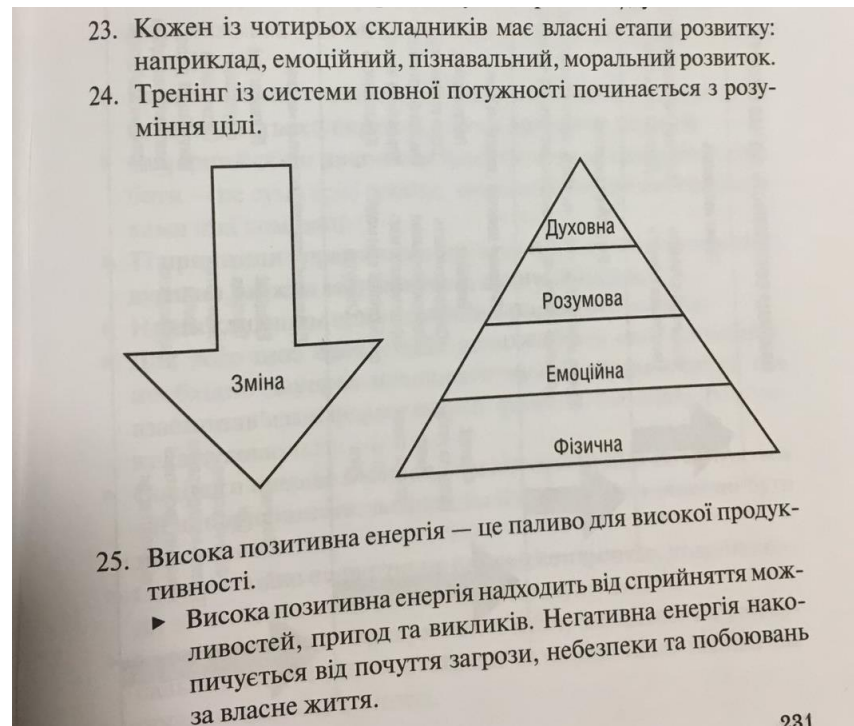 23. Кожен із чотирьох складників має власні етапи розвитку:
наприклад, емоційний, пізнавальний, моральний розвиток.
24. Тренінг із системи повної потужності починається з розу-
міння цілі.
Духовна
Розумова
Зміна
Емоційна
Фізична
25. Висока позитивна енергія — це паливо для високої продук-
тивності.
► Висока позитивна енергія надходить від сприйняття мож-
ливостей, пригод та викликів. Негативна енергія нако-
пичується від почуття загрози, небезпеки та побоювань
за власне життя.
231